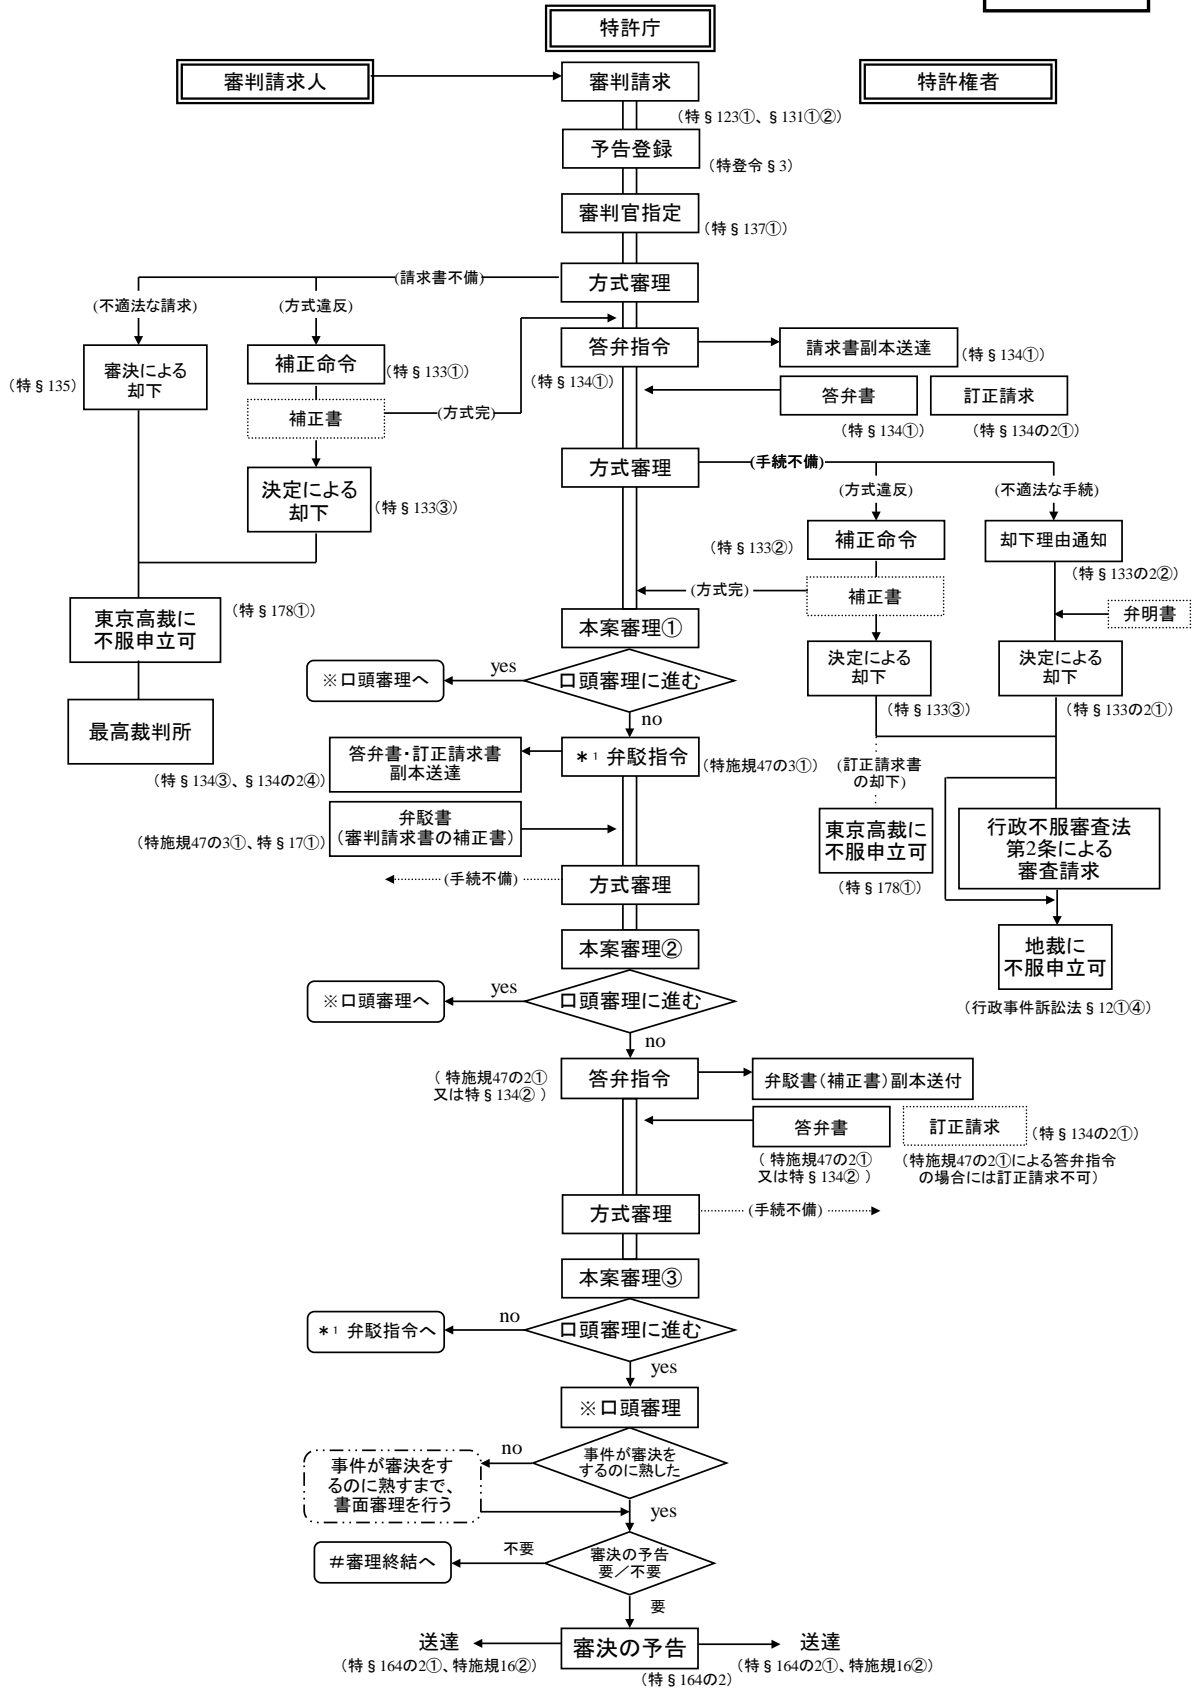 特許庁
審判請求人
審判請求
特許権者
(特§123①、§131①②)
予告登録
(特登令§3)
審判官指定
(特§137①)
方式審理
(請求書不備)
(不適法な請求)
(方式違反)
答弁指令
(特§134①)
請求書副本送達
(特§134①)
審決による
却下
(特§135)
補正命令
(特§133①)
補正書
(方式完)
答弁書
(特§134①)
訂正請求
(特§134の2①)
決定による
却下
(特§133③)
方式審理
(手続不備)
(方式違反)
(不適法な手続)
補正命令
(特§133②)
却下理由通知
(特§133の2②)
(方式完)
補正書
弁明書
東京高裁に
不服申立可
(特§178①)
最高裁判所
本案審理①
決定による
却下
(特§133③)
決定による
却下
(特§133の2①)
※口頭審理へ
yes
口頭審理に進む
no
答弁書・訂正請求書
副本送達
(特§134③、§134の2④)
*1 弁駁指令
(特施規47の3①)
(訂正請求書
の却下)
弁駁書
(審判請求書の補正書)
(特施規47の3①、特§17①)
東京高裁に
不服申立可
(特§178①)
行政不服審査法
第2条による
審査請求
(手続不備)
方式審理
本案審理②
地裁に
不服申立可
(行政事件訴訟法§12①④)
※口頭審理へ
yes
口頭審理に進む
no
( 特施規47の2①
又は特§134② )
答弁指令
弁駁書(補正書)副本送付
答弁書
( 特施規47の2①
又は特§134② )
訂正請求
(特§134の2①)
(特施規47の2①による答弁指令
の場合には訂正請求不可)
方式審理
(手続不備)
本案審理③
*1 弁駁指令へ
no
口頭審理に進む
yes
※口頭審理
no
事件が審決を
するのに熟した
事件が審決をす
るのに熟すまで、
書面審理を行う
yes
#審理終結へ
不要
審決の予告
要/不要
要
送達
(特§164の2①、特施規16②)
審決の予告
(特§164の2)
送達
(特§164の2①、特施規16②)